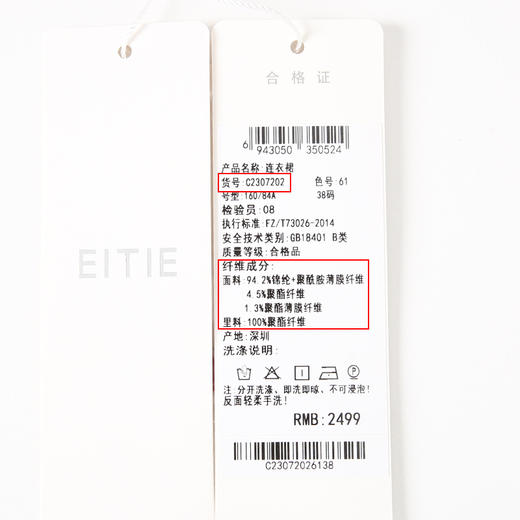 EITIE
合格证
6 943050 350524
产品名称:连衣裙
货号:C2307202 色号:61
号型:160/84A 38码
检验员:08
执行标准:FZ/T73026-2014
安全技术类别:GB18401 B类
质量等级:合格品
纤维成分:
面料:94.2%锦纶+聚酰胺薄膜纤维
4.5%聚酯纤维
1.3%聚酯薄膜纤维
里料:100%聚酯纤维
产地:深圳
洗涤说明:
P
注:分开洗涤、即洗即晾、不可浸泡!
反面轻柔手洗!
RMB:2499
C23072026138